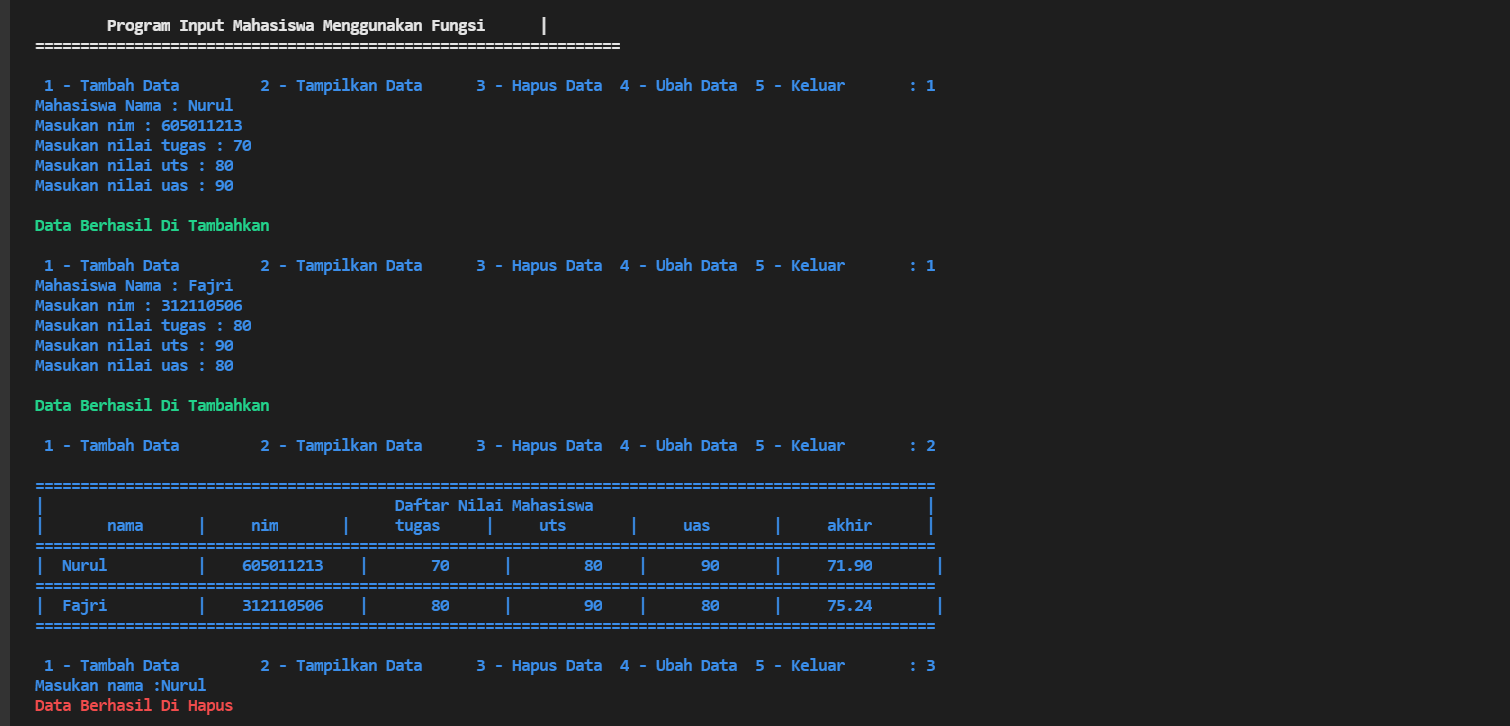 Program Input Mahasiswa Menggunakan Fungsi |
=================================================================
1 - Tambah Data 2 - Tampilkan Data 3 - Hapus Data 4 - Ubah Data 5 - Keluar : 1
Mahasiswa Nama : Nurul
Masukan nim : 605011213
Masukan nilai tugas : 70
Masukan nilai uts : 80
Masukan nilai uas : 90
Data Berhasil Di Tambahkan
1 - Tambah Data 2 - Tampilkan Data 3 - Hapus Data 4 - Ubah Data 5 - Keluar : 1
Mahasiswa Nama : Fajri
Masukan nim : 312110506
Masukan nilai tugas : 80
Masukan nilai uts : 90
Masukan nilai uas : 80
Data Berhasil Di Tambahkan
1 - Tambah Data 2 - Tampilkan Data 3 - Hapus Data 4 - Ubah Data 5 - Keluar : 2
====================================================================================================
| Daftar Nilai Mahasiswa |
| nama | nim | tugas | uts | uas | akhir |
====================================================================================================
| Nurul | 605011213 | 70 | 80 | 90 | 71.90 |
====================================================================================================
| Fajri | 312110506 | 80 | 90 | 80 | 75.24 |
====================================================================================================
1 - Tambah Data 2 - Tampilkan Data 3 - Hapus Data 4 - Ubah Data 5 - Keluar : 3
Masukan nama :Nurul
Data Berhasil Di Hapus